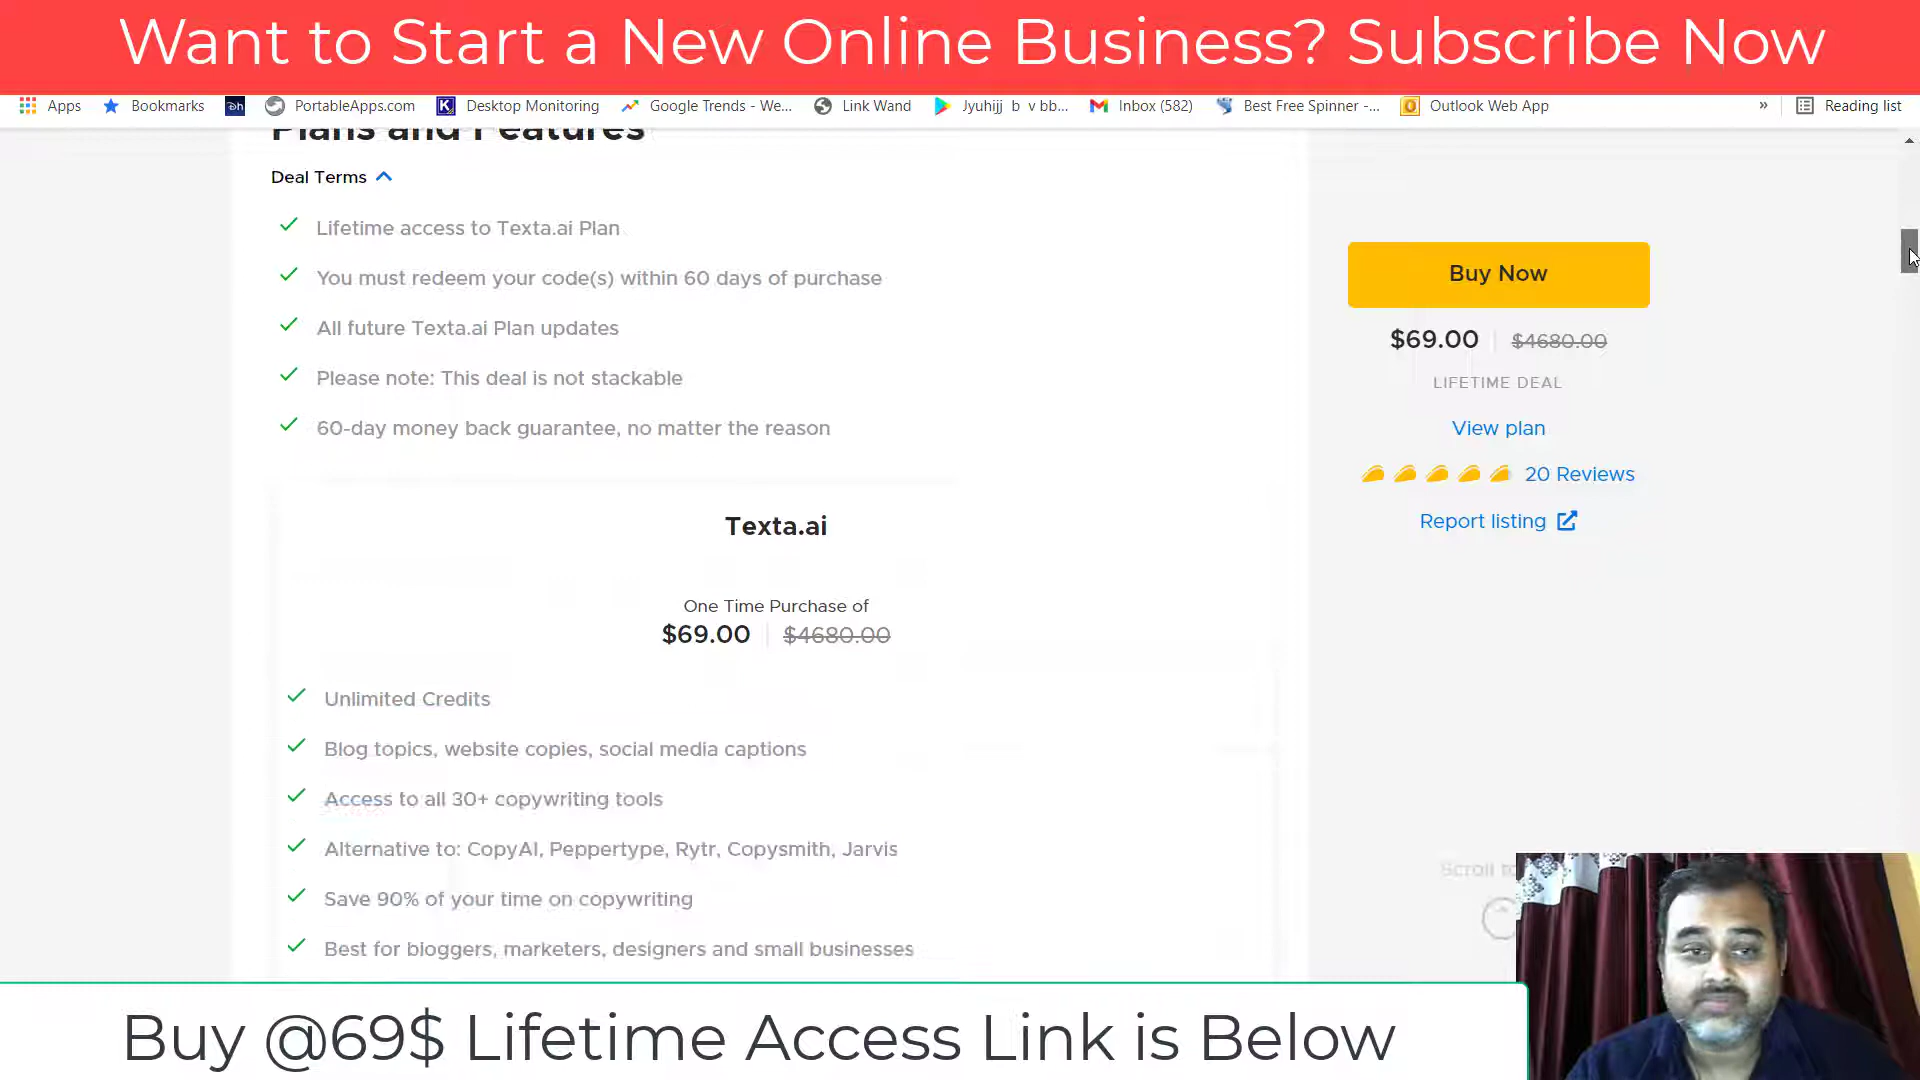 Want to Start a New Online Business? Subscribe Now
Apps Bookmarks Dh PortableApps.com K Desktop Monitoring Google Trends - We... Link Wand Jyuhijj b v bb... Inbox (582) Best Free Spinner -... Outlook Web App » Reading list
Plans and Features
Deal Terms
Lifetime access to Texta.ai Plan
You must redeem your code(s) within 60 days of purchase
All future Texta.ai Plan updates
Please note: This deal is not stackable
60-day money back guarantee, no matter the reason
Texta.ai
One Time Purchase of
$69.00 $4680.00
Unlimited Credits
Blog topics, website copies, social media captions
Access to all 30+ copywriting tools
Alternative to: CopyAI, Peppertype, Rytr, Copysmith, Jarvis
Save 90% of your time on copywriting
Best for bloggers, marketers, designers and small businesses
Buy Now
$69.00 $4680.00
LIFETIME DEAL
View plan
20 Reviews
Report listing
Scroll
Buy @69$ Lifetime Access Link is Below